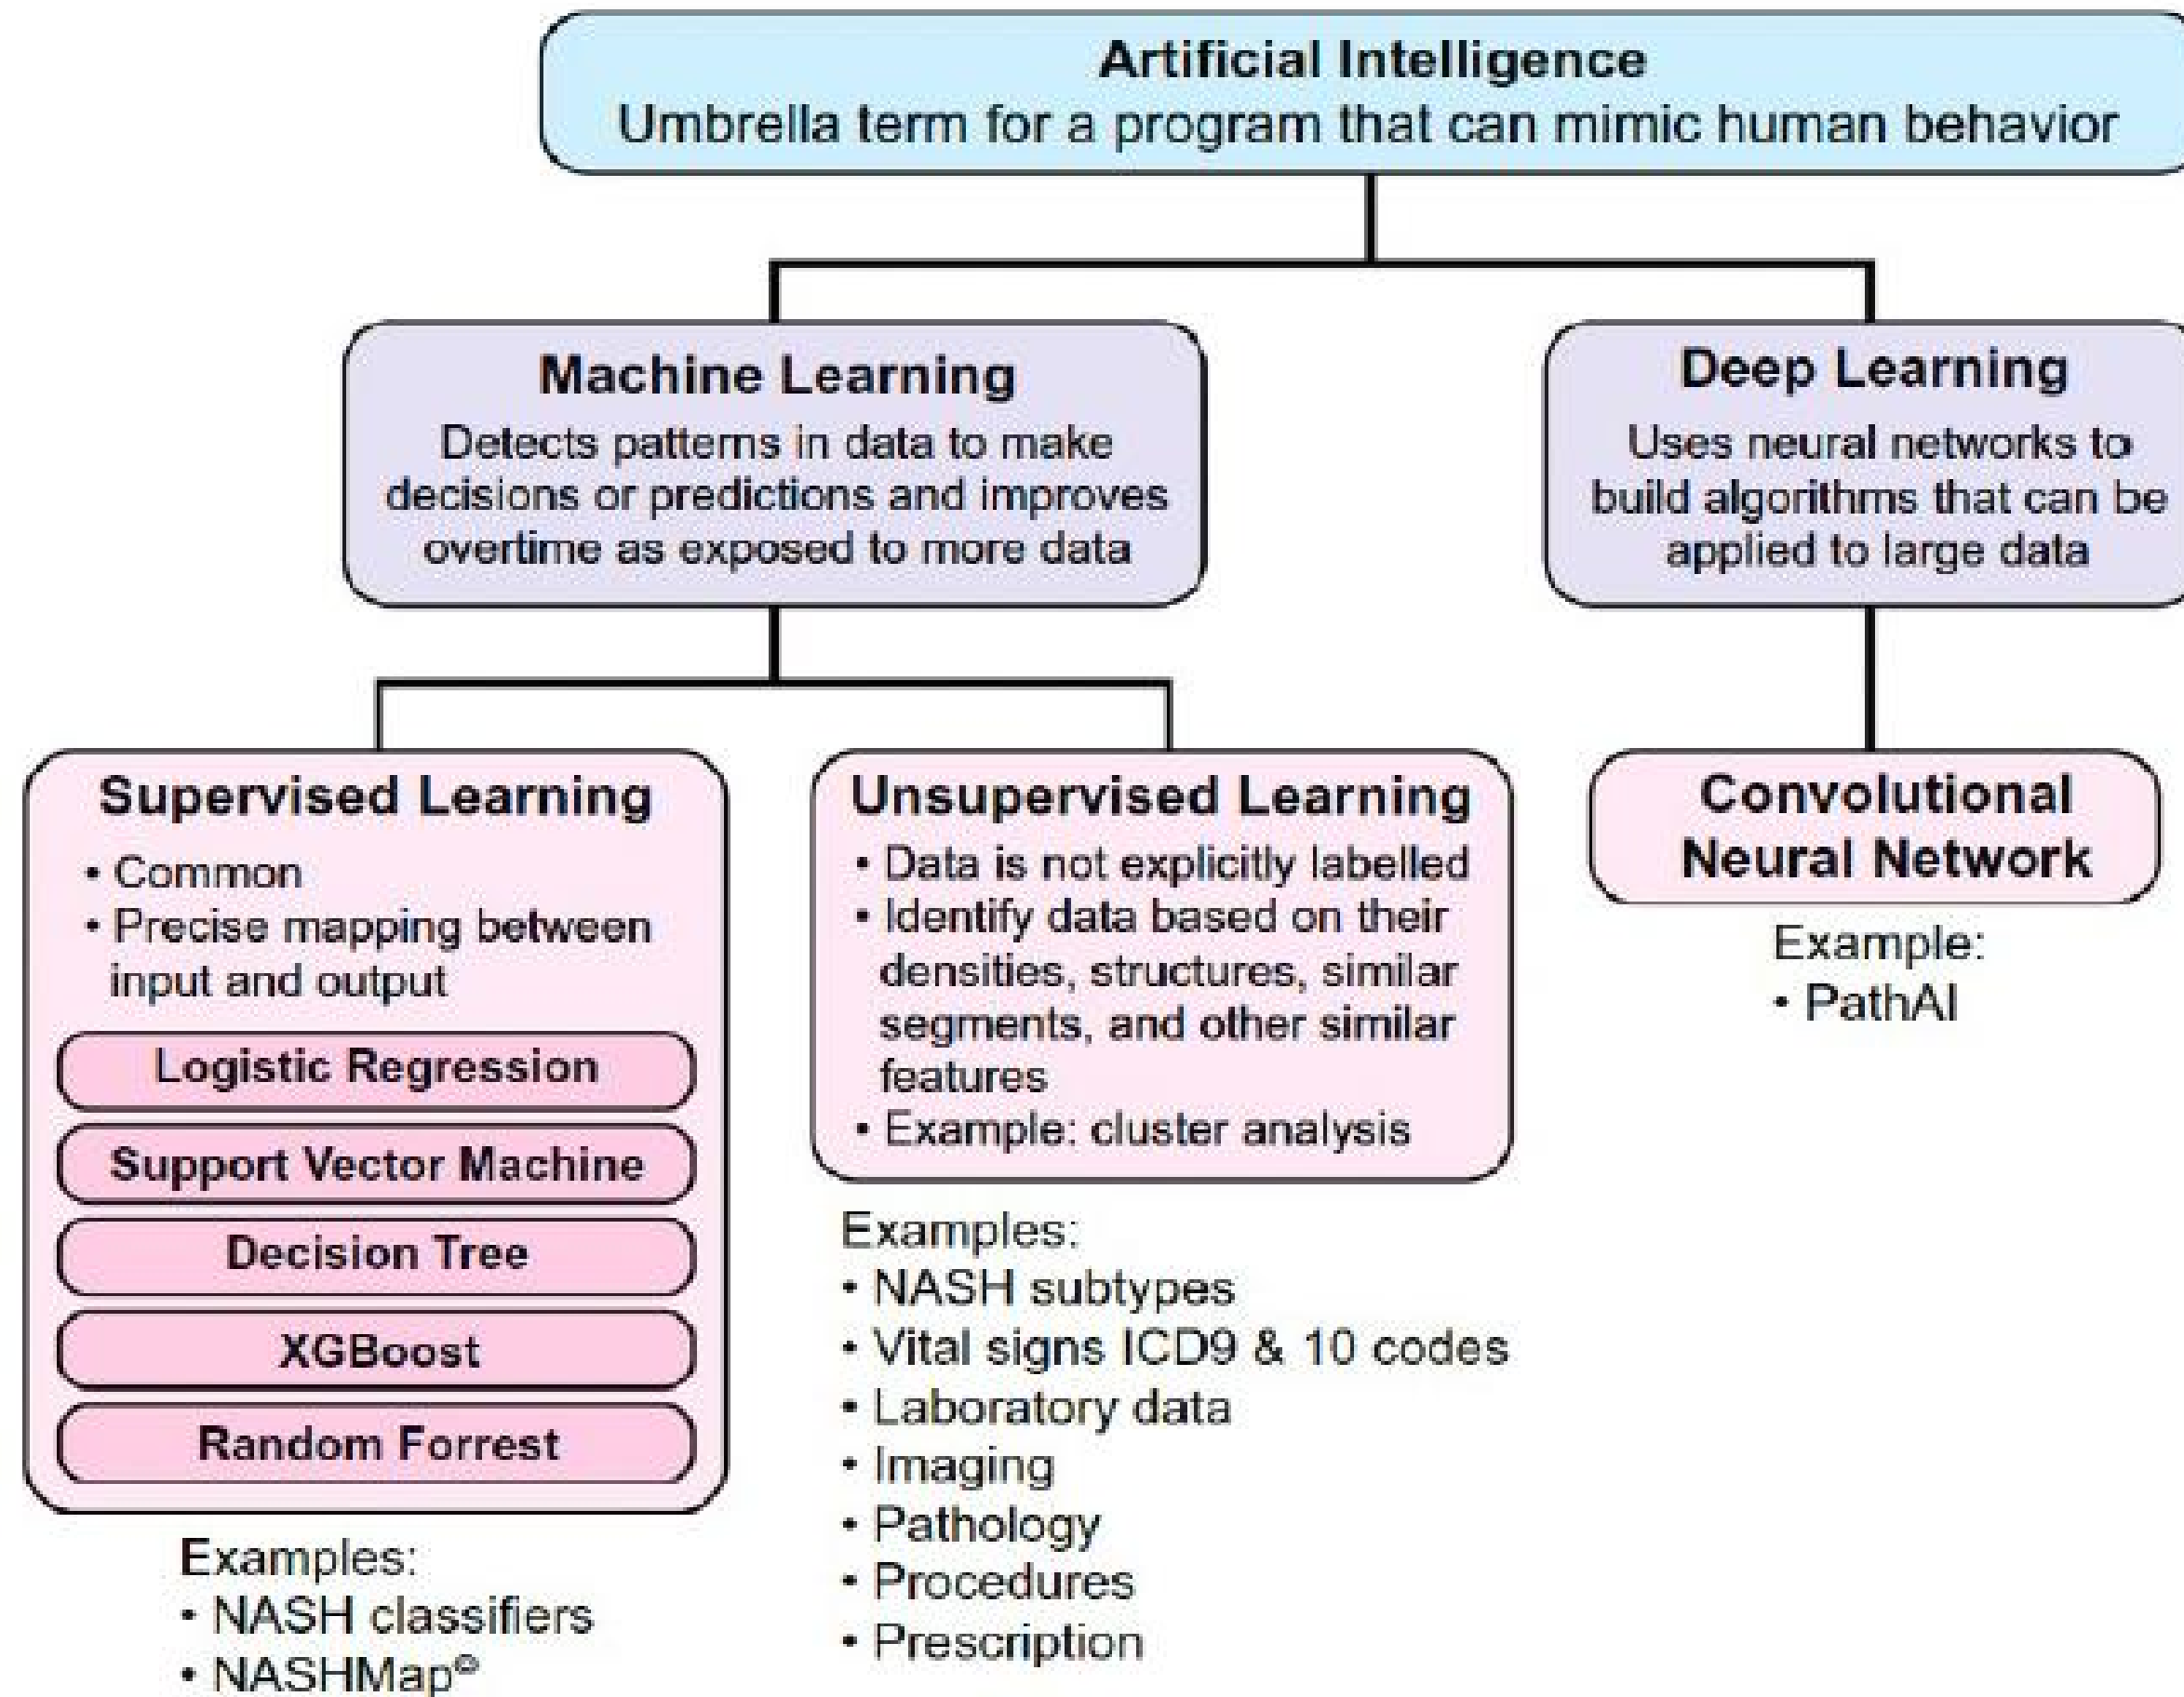 Artificial Intelligence
Umbrella term for a program that can mimic human behavior
Machine Learning
Detects patterns in data to make
decisions or predictions and improves
overtime as exposed to more data
Deep Learning
Uses neural networks to
build algorithms that can be
applied to large data
Supervised Learning
• Common
• Precise mapping between
input and output
Logistic Regression
Support Vector Machine
Decision Tree
XGBoost
Random Forrest
Examples:
• NASH classifiers
• NASHMap©
Unsupervised Learning
• Data is not explicitly labelled
• Identify data based on their
densities, structures, similar
segments, and other similar
features
• Example: cluster analysis
Examples:
• NASH subtypes
• Vital signs ICD9 & 10 codes
• Laboratory data
• Imaging
• Pathology
• Procedures
• Prescription
Convolutional
Neural Network
Example:
• PathAI